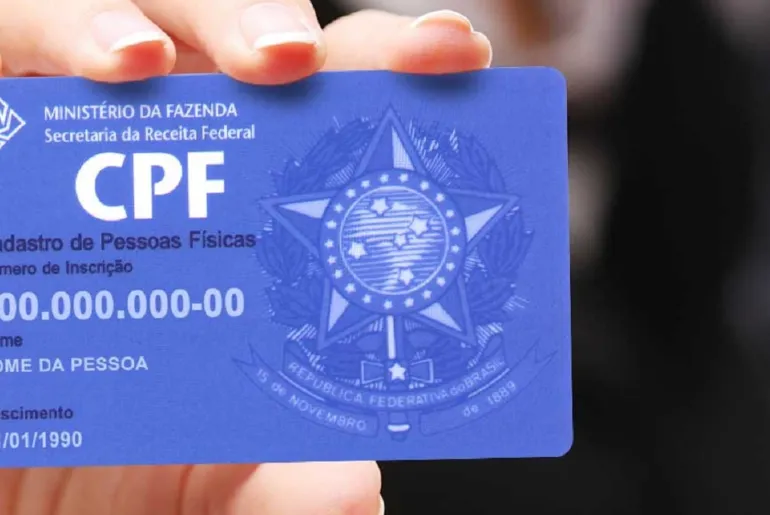 MINISTÉRIO DA FAZENDA
Secretaria da Receita Federal
CPF
adastro de Pessoas Físicas
mero de Inscrição
00.000.000-00
me
OME DA PESSOA
scimento
/01/1990
REPÚBLICA FEDERATIVA do BRASIL
15 de NOVEMBRO de 1889